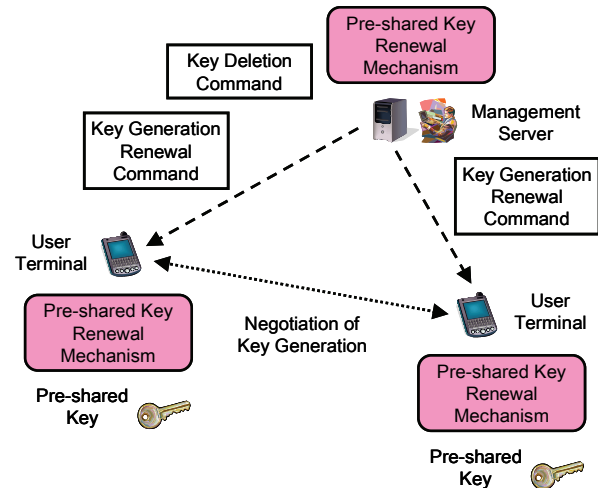 Pre-shared Key
Renewal
Mechanism
Key Deletion
Command
Management
Server
Key Generation
Renewal
Command
Key Generation
Renewal
Command
User
Terminal
User
Terminal
Negotiation of
Key Generation
Pre-shared Key
Renewal
Mechanism
Pre-shared Key
Renewal
Mechanism
Pre-shared
Key
Pre-shared
Key